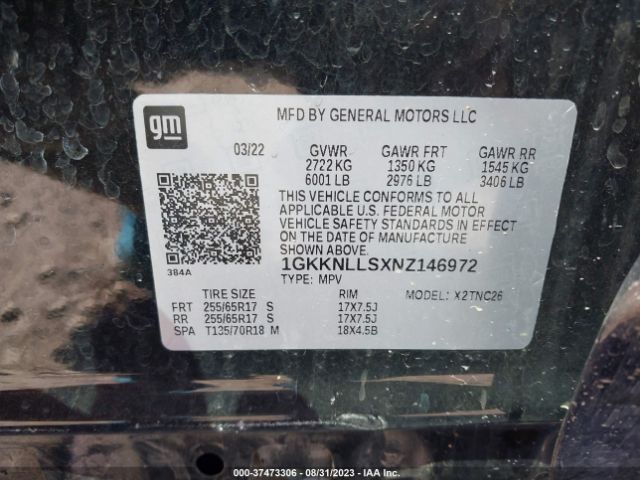 gm
MFD BY GENERAL MOTORS LLC
03/22 GVWR GAWR FRT GAWR RR
2722 KG 1350 KG 1545 KG
6001 LB 2976 LB 3406 LB
THIS VEHICLE CONFORMS TO ALL
APPLICABLE U.S. FEDERAL MOTOR
VEHICLE SAFETY STANDARDS IN EFFECT
ON THE DATE OF MANUFACTURE
SHOWN ABOVE.
384A
1GKKNLLSXNZ146972
TYPE: MPV MODEL: X2TNC26
TIRE SIZE RIM
FRT 255/65R17 S 17X7.5J
RR 255/65R17 S 17X7.5J
SPA T135/70R18 M 18X4.5B
000-37473306 - 08/31/2023 - IAA Inc.